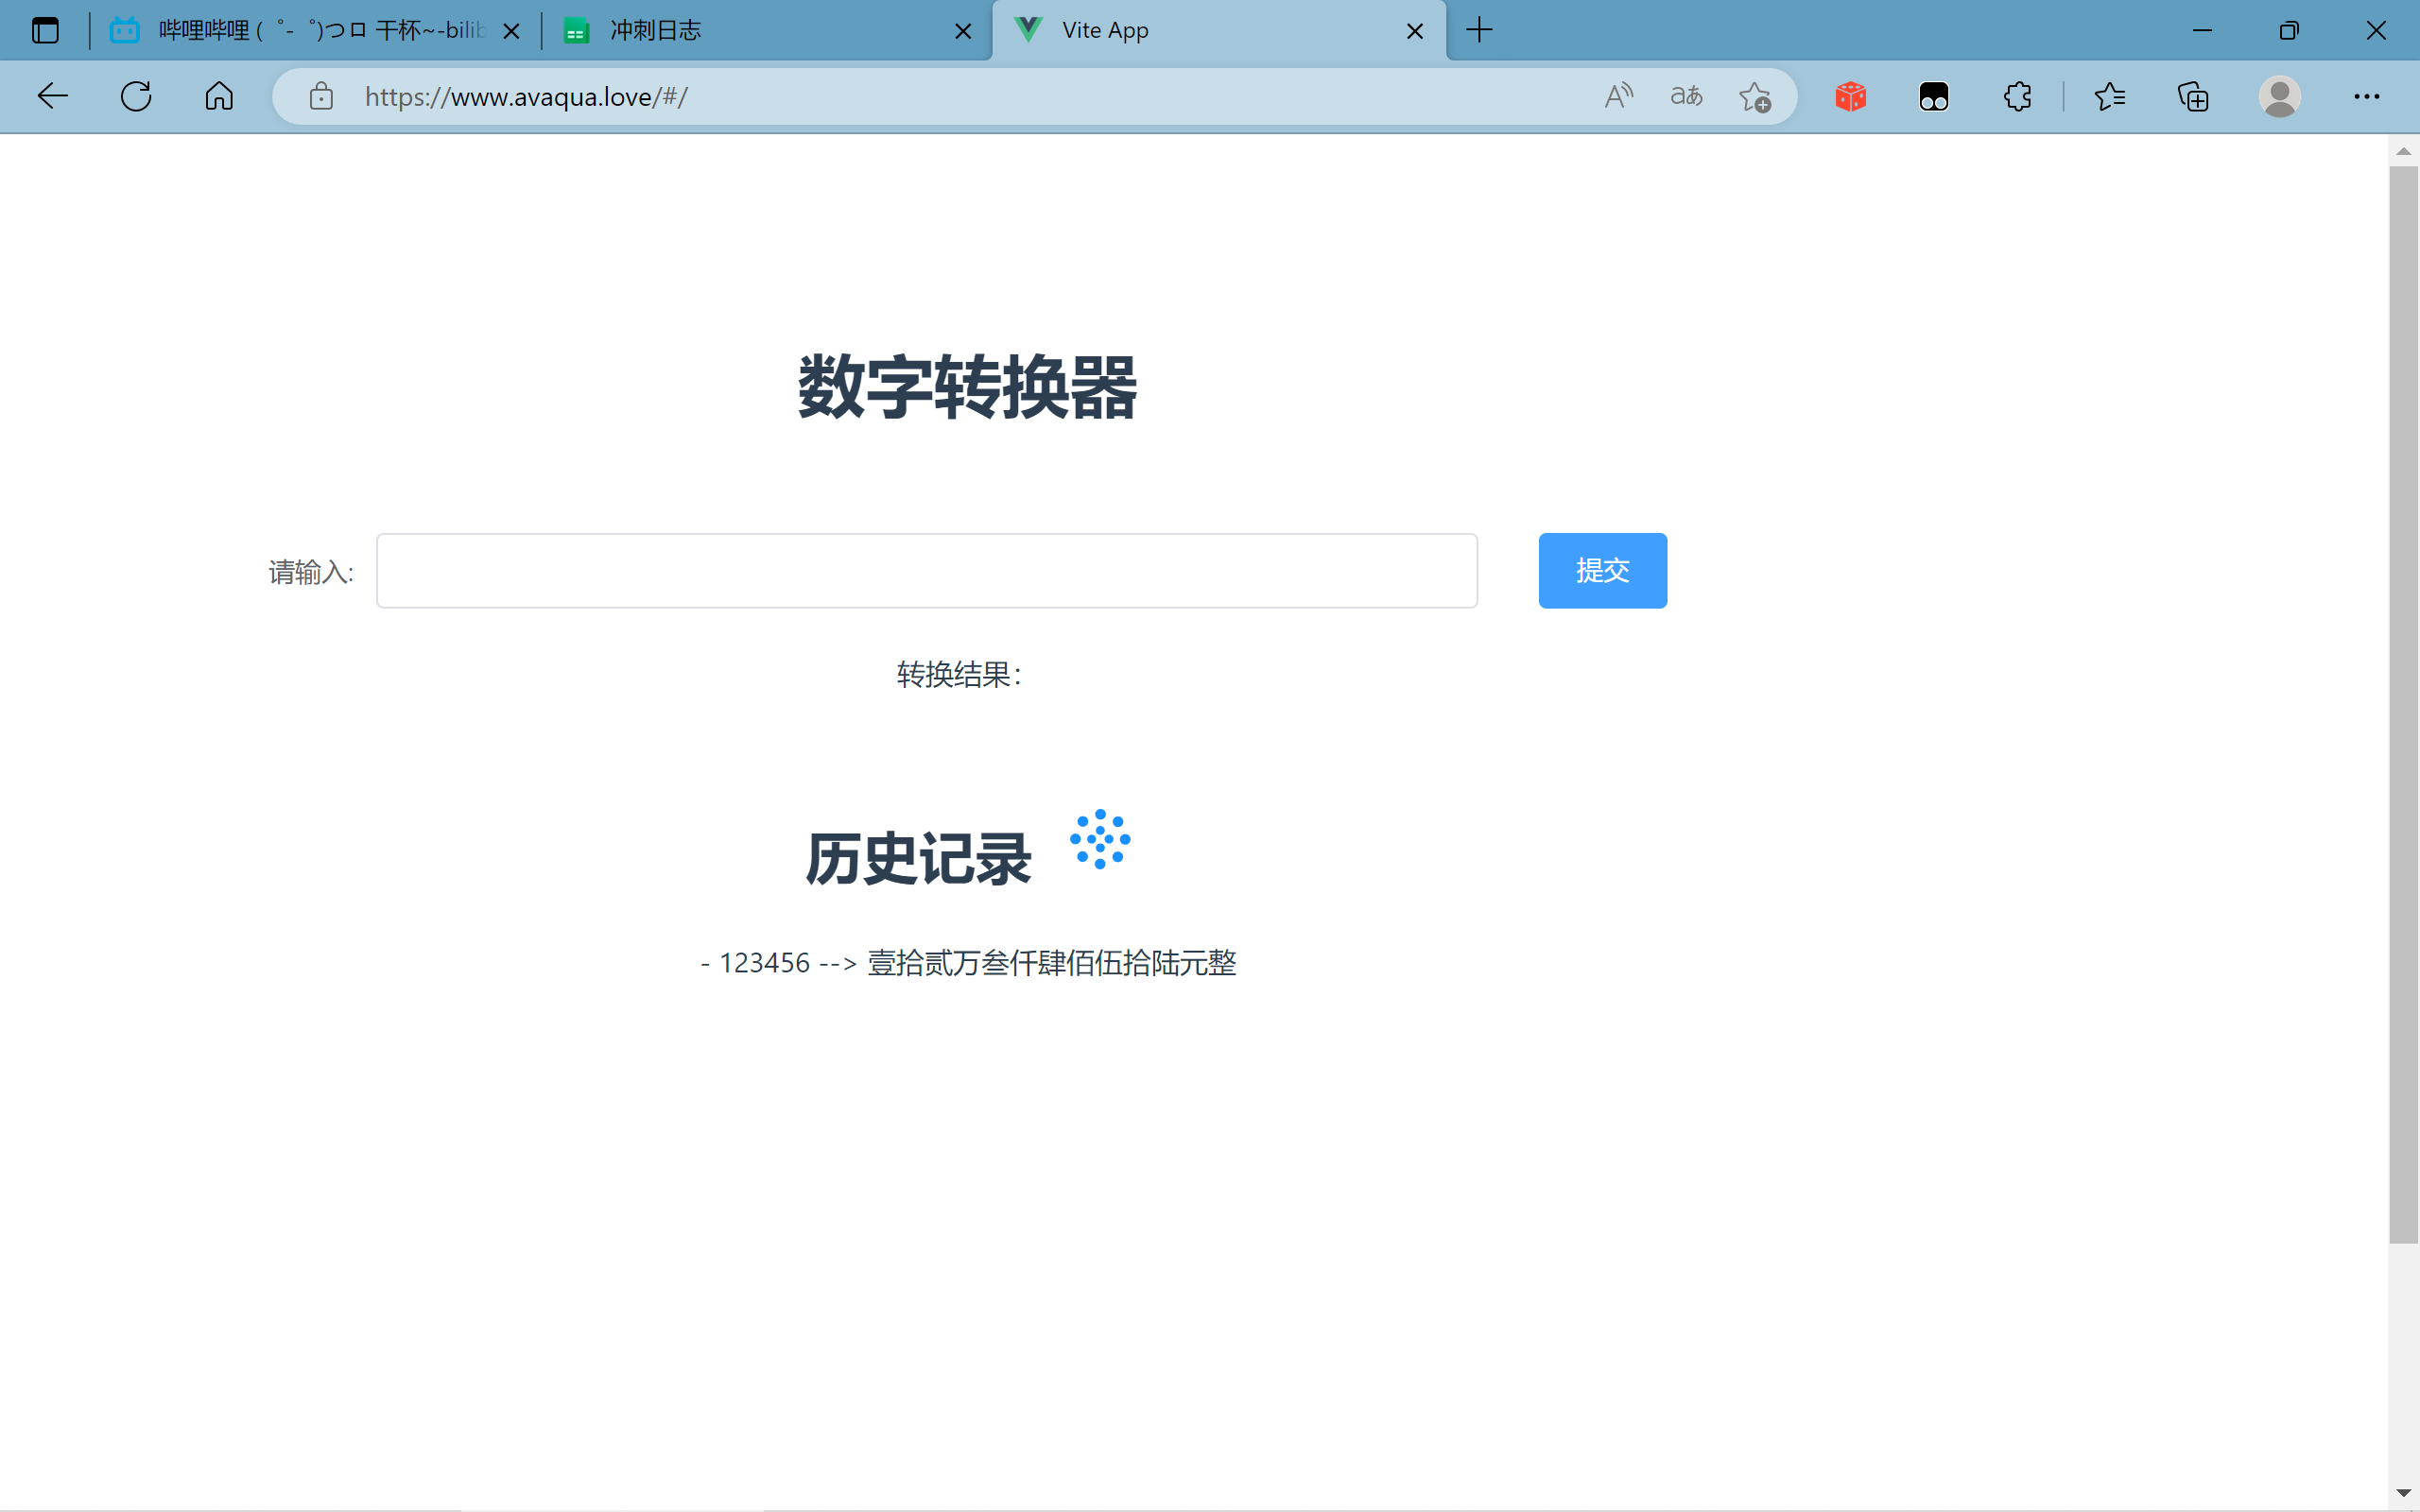 哔哩哔哩 (゜-゜)つロ 干杯~-bilib
冲刺日志
Vite App
https://www.avaqua.love/#/
aあ
数字转换器
请输入:
提交
转换结果：
历史记录
- 123456 --> 壹拾贰万叁仟肆佰伍拾陆元整